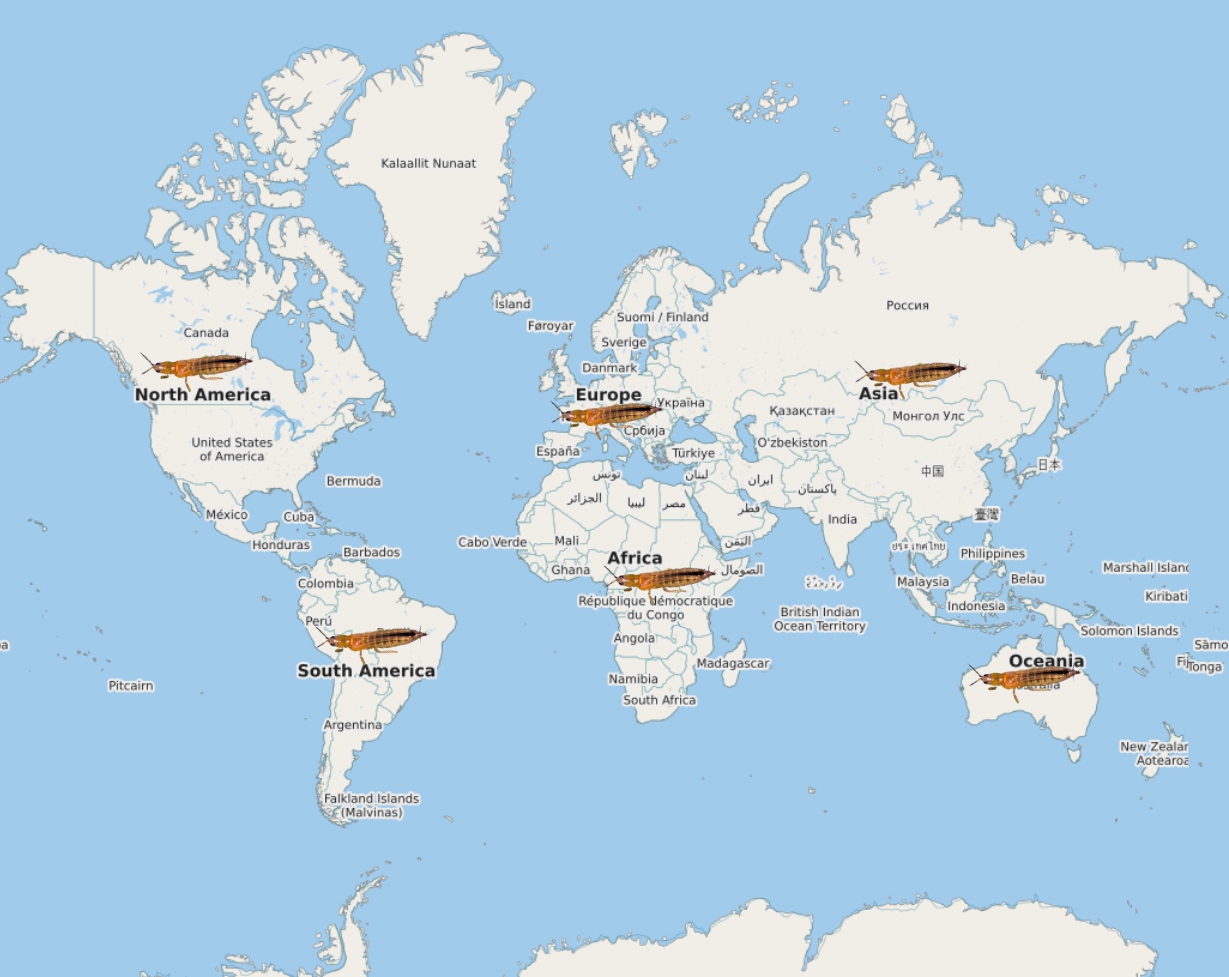 Kalaallit Nunaat
Ísland
Føroyar
Suomi / Finland
Россия
Canada
Sverige
Danmark
North America
Europe
Asia
Українa
Қазақстан
Монгол Улс
United States
of America
España
Србија
Türkiye
O'zbekiston
中国
日本
Bermuda
تونس
لبنان
ایران
پاکستان
México
Cuba
الجزائر
ليبيا
مصر
قطر
India
臺灣
Honduras
Barbados
Cabo Verde
Mali
اليَمَن
ประเทศไทย
Philippines
Colombia
Ghana
Africa
الصومال
Malaysia
Belau
Marshall Islan
Perú
République démocratique
du Congo
British Indian
Ocean Territory
Indonesia
Kiribati
Angola
Solomon Islands
Sāmo
South America
Madagascar
Oceania
Fij
Tonga
Pitcairn
Namibia
South Africa
Argentina
New Zealan
Aotearoa
Falkland Islands
(Malvinas)